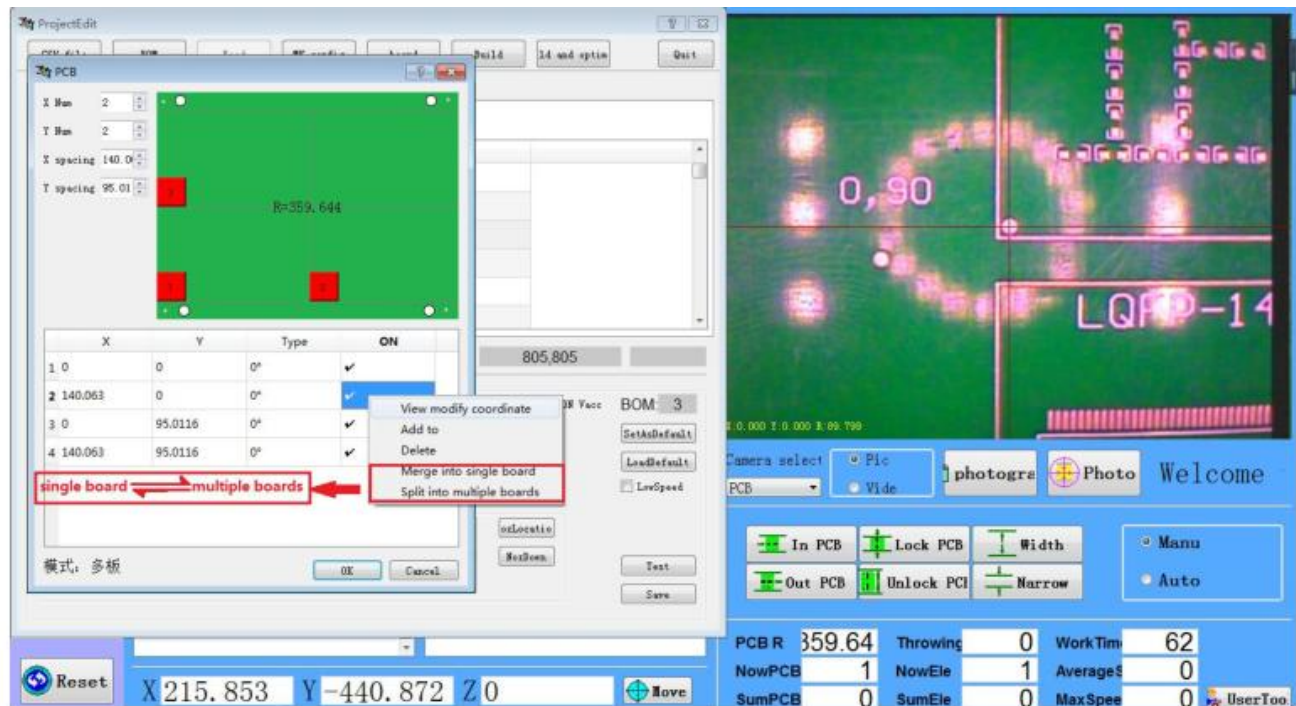 ProjectEdit
Build
ld and optim
Quit
PCB
X Num 2
Y Num 2
X spacing 140.0
Y spacing 95.01
R=359.644
X Y Type ON
1 0 0 0° ✔
2 140.063 0 0° ✔
3 0 95.0116 0° ✔
4 140.063 95.0116 0° ✔
View modify coordinate
Add to
Delete
Merge into single board
Split into multiple boards
single board multiple boards
模式：多板
OK Cancel
805,805
BOM: 3
SetAsDefault
LoadDefault
LowSpeed
ozLocatio
NozDown
Test
Save
0,90
LQFP-14
Camera select
PCB
Pic
Vide
photogra
Photo
Welcome
In PCB Lock PCB Width
Out PCB Unlock PCI Narrow
Manu
Auto
PCB R 359.64 Throwing 0 WorkTim 62
NowPCB 1 NowEle 1 AverageS 0
SumPCB 0 SumEle 0 MaxSpee 0
UserToo
Reset
X 215.853 Y -440.872 Z 0
Move